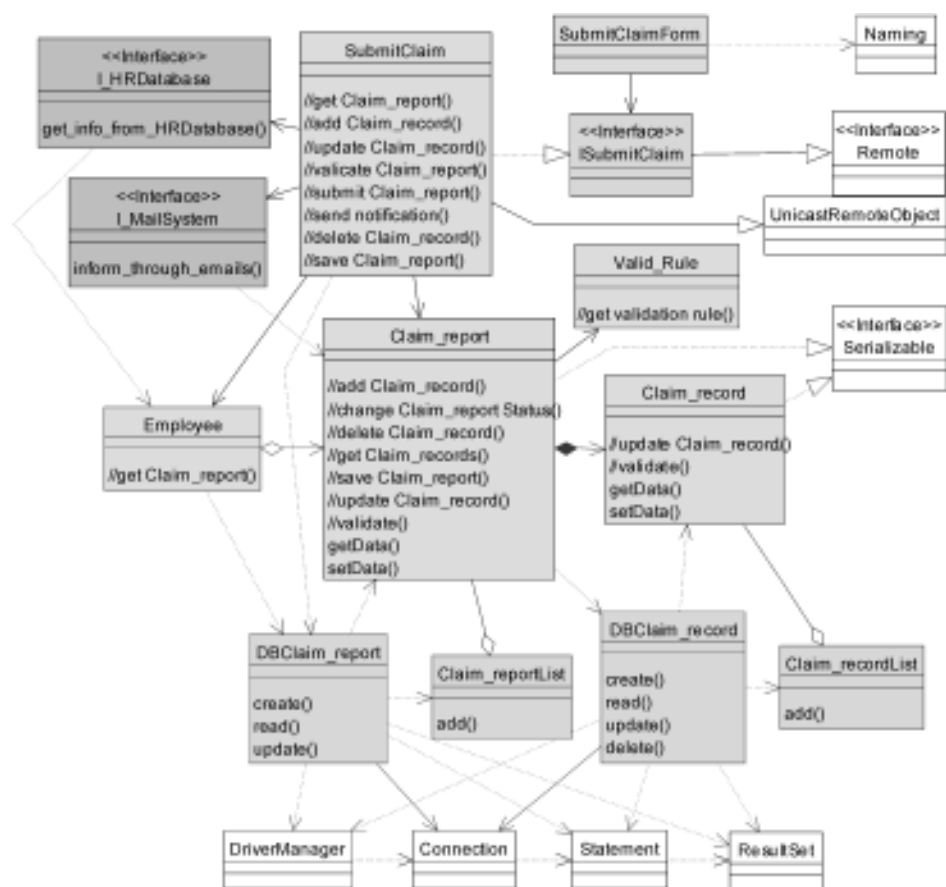 <<Interface>>
I_HRDatabase
get_info_from_HRDatabase()
<<Interface>>
I_MailSystem
inform_through_emails()
SubmitClaim
//get Claim_report()
//add Claim_record()
//update Claim_record()
//valicate Claim_report()
//submit Claim_report()
//send notification()
//delete Claim_record()
//save Claim_report()
SubmitClaimForm
Naming
<<Interface>>
ISubmitClaim
<<Interface>>
Remote
UnicastRemoteObject
Valid_Rule
//get validation rule()
<<Interface>>
Serializable
Claim_report
//add Claim_record()
//change Claim_report Status()
//delete Claim_record()
//get Claim_records()
//save Claim_report()
//update Claim_record()
//validate()
getData()
setData()
Claim_record
//update Claim_record()
//validate()
getData()
setData()
Employee
//get Claim_report()
DBClaim_report
create()
read()
update()
Claim_reportList
add()
DBClaim_record
create()
read()
update()
delete()
Claim_recordList
add()
DriverManager
Connection
Statement
ResultSet